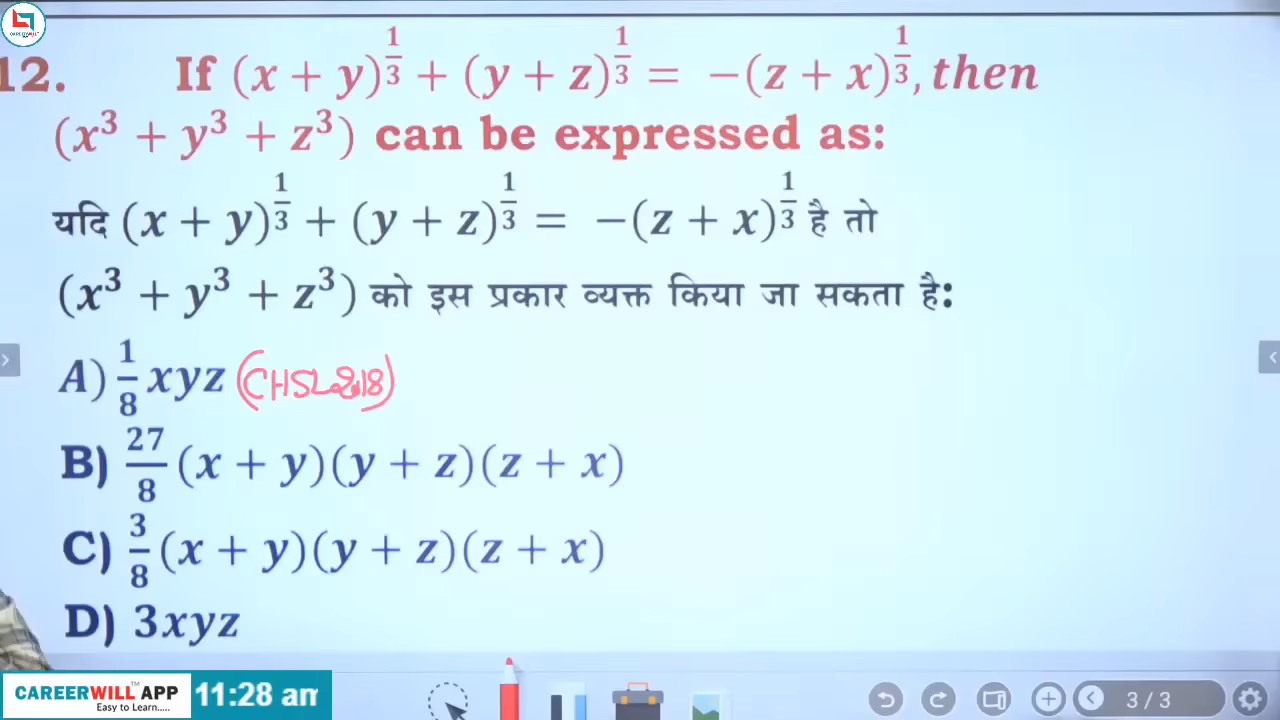 CAREERWILL
12. If (x + y)^{1/3} + (y + z)^{1/3} = −(z + x)^{1/3}, then
(x³ + y³ + z³) can be expressed as:
यदि (x + y)^{1/3} + (y + z)^{1/3} = −(z + x)^{1/3} है तो
(x³ + y³ + z³) को इस प्रकार व्यक्त किया जा सकता है:
A) 1/8 xyz (CHSL2018)
B) 27/8 (x + y)(y + z)(z + x)
C) 3/8 (x + y)(y + z)(z + x)
D) 3xyz
CAREERWILL™ APP 11:28 am
Easy to Learn.....
3 / 3